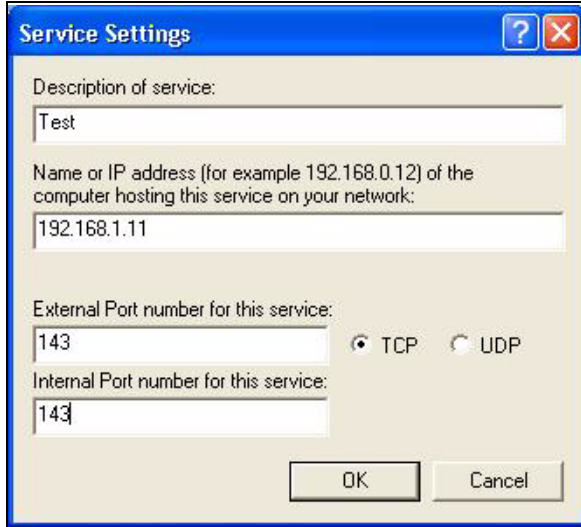 Service Settings
Description of service:
Test
Name or IP address (for example 192.168.0.12) of the
computer hosting this service on your network:
192.168.1.11
External Port number for this service:
143
TCP UDP
Internal Port number for this service:
143
OK Cancel